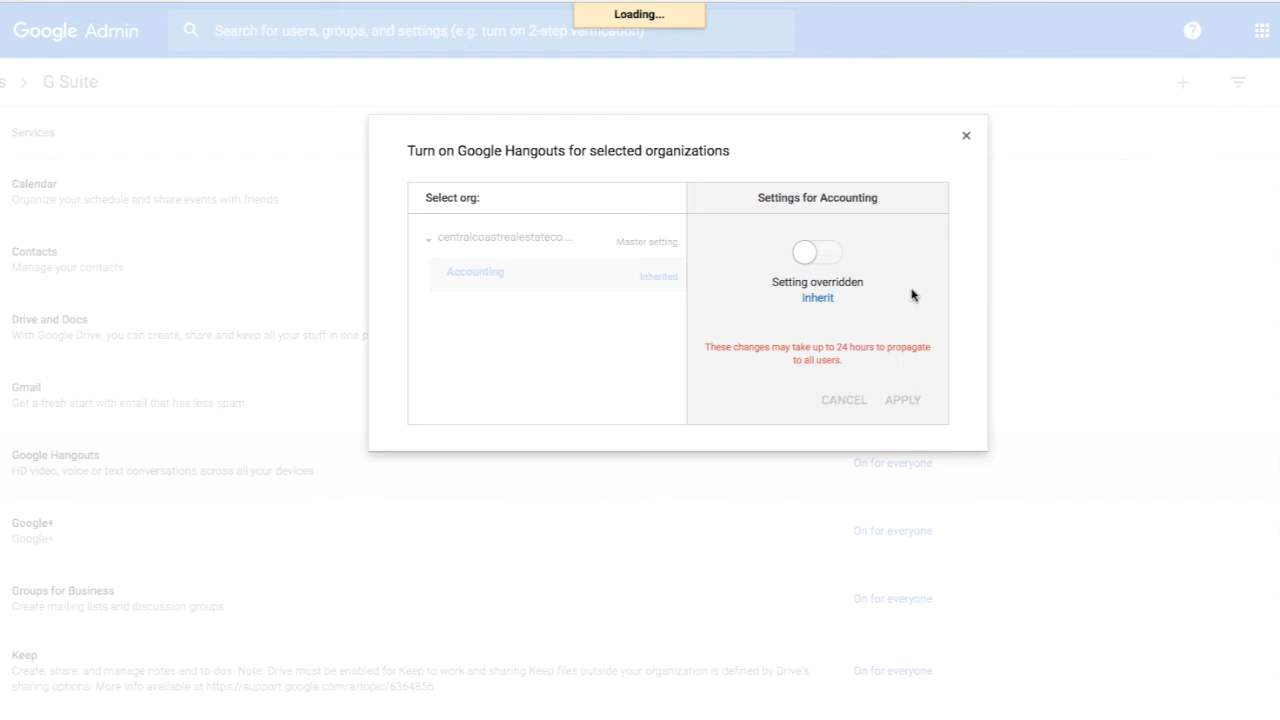 Loading...
Google Admin
Search for users, groups, and settings (e.g. turn on 2-step verification)
s > G Suite
Services
Calendar
Organize your schedule and share events with friends
Contacts
Manage your contacts
Drive and Docs
With Google Drive, you can create, share and keep all your stuff in one p
Gmail
Get a fresh start with email that has less spam
Google Hangouts
HD video, voice or text conversations across all your devices
On for everyone
Google+
Google+
On for everyone
Groups for Business
Create mailing lists and discussion groups
On for everyone
Keep
Create, share, and manage notes and to-dos. Note: Drive must be enabled for Keep to work and sharing Keep files outside your organization is defined by Drive's
sharing options. More info available at https://support.google.com/a/topic/6364856
On for everyone
Turn on Google Hangouts for selected organizations
Select org:
centralcoastrealestateco...
Master setting
Accounting
Inherited
Settings for Accounting
Setting overridden
Inherit
These changes may take up to 24 hours to propagate
to all users.
CANCEL APPLY